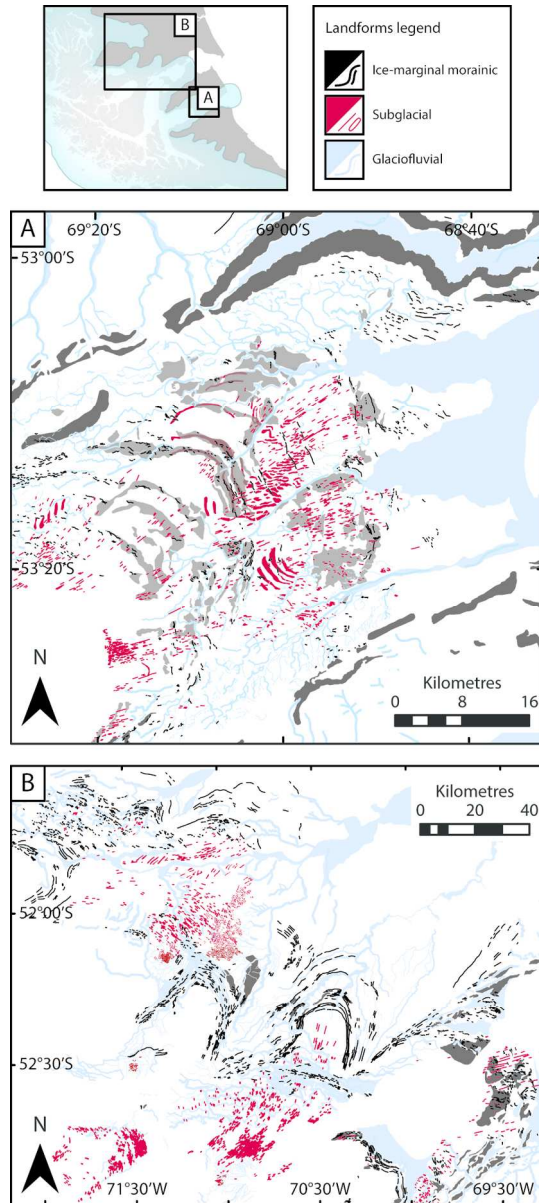 B
A
Landforms legend
Ice-marginal morainic
Subglacial
Glaciofluvial
A
69°20'S
69°00'S
68°40'S
53°00'S
53°20'S
N
Kilometres
0
8
16
B
Kilometres
0
20
40
52°00'S
52°30'S
N
71°30'S
70°30'S
69°30'S